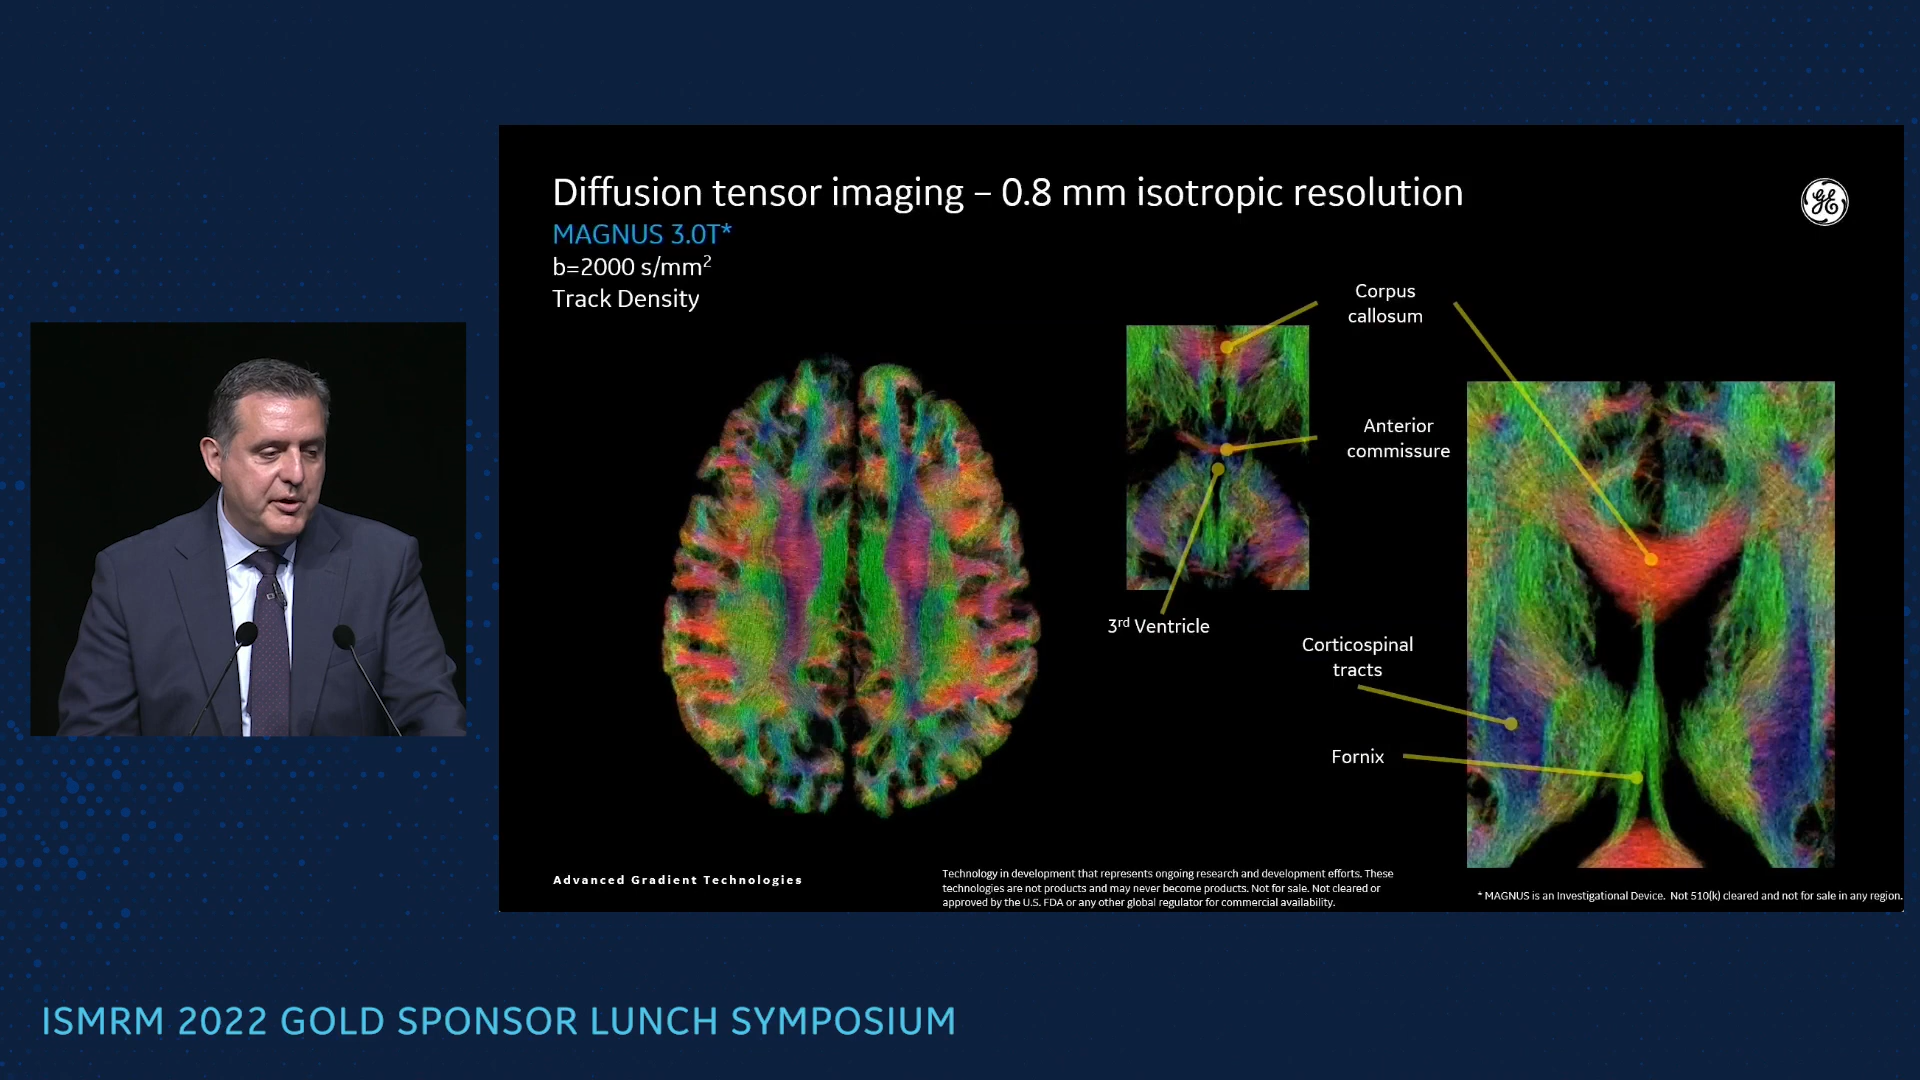 Diffusion tensor imaging – 0.8 mm isotropic resolution
MAGNUS 3.0T*
b=2000 s/mm²
Track Density
Corpus
callosum
Anterior
commissure
3rd Ventricle
Corticospinal
tracts
Fornix
Advanced Gradient Technologies
Technology in development that represents ongoing research and development efforts. These
technologies are not products and may never become products. Not for sale. Not cleared or
approved by the U.S. FDA or any other global regulator for commercial availability.
* MAGNUS is an Investigational Device. Not 510(k) cleared and not for sale in any region.
GE
ISMRM 2022 GOLD SPONSOR LUNCH SYMPOSIUM